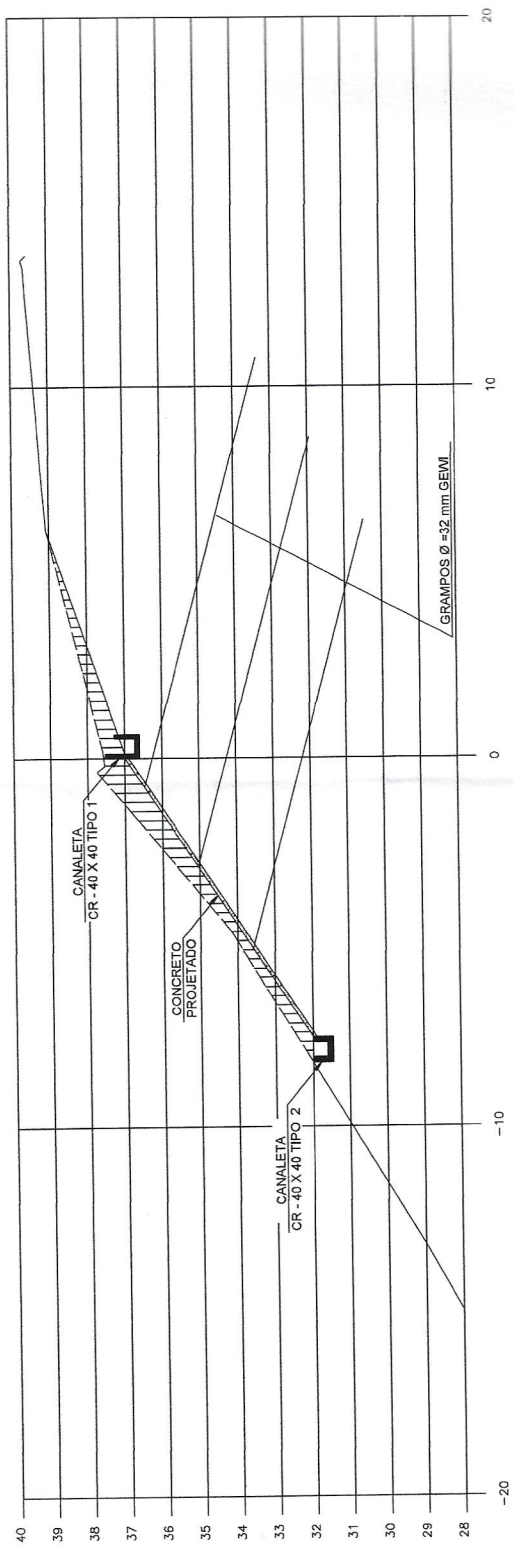 40
39
38
37
36
35
34
33
32
31
30
29
28
-20
-10
0
10
20
CANALETA
CR - 40 X 40 TIPO 1
CONCRETO
PROJETADO
CANALETA
CR - 40 X 40 TIPO 2
GRAMPOS Ø =32 mm GEWI